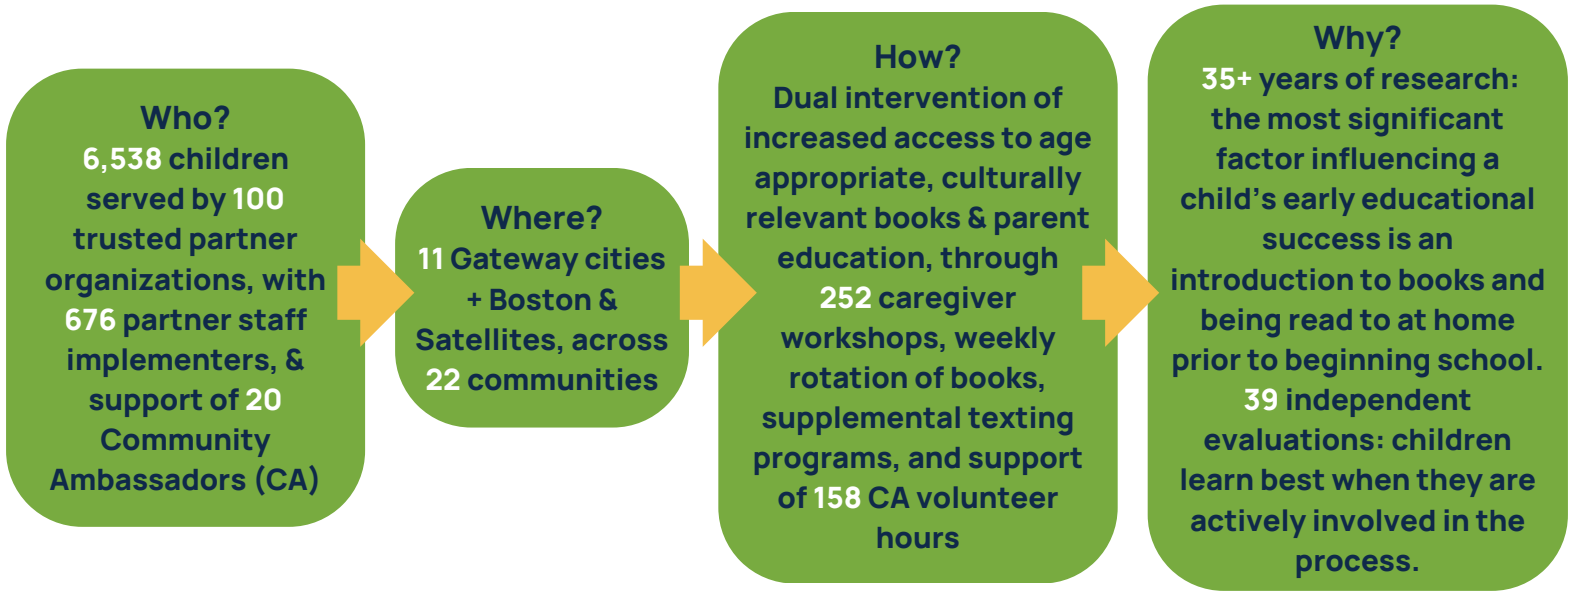 Who?
6,538 children
served by 100
trusted partner
organizations, with
676 partner staff
implementers, &
support of 20
Community
Ambassadors (CA)
Where?
11 Gateway cities
+ Boston &
Satellites, across
22 communities
How?
Dual intervention of
increased access to age
appropriate, culturally
relevant books & parent
education, through
252 caregiver
workshops, weekly
rotation of books,
supplemental texting
programs, and support
of 158 CA volunteer
hours
Why?
35+ years of research:
the most significant
factor influencing a
child's early educational
success is an
introduction to books and
being read to at home
prior to beginning school.
39 independent
evaluations: children
learn best when they are
actively involved in the
process.